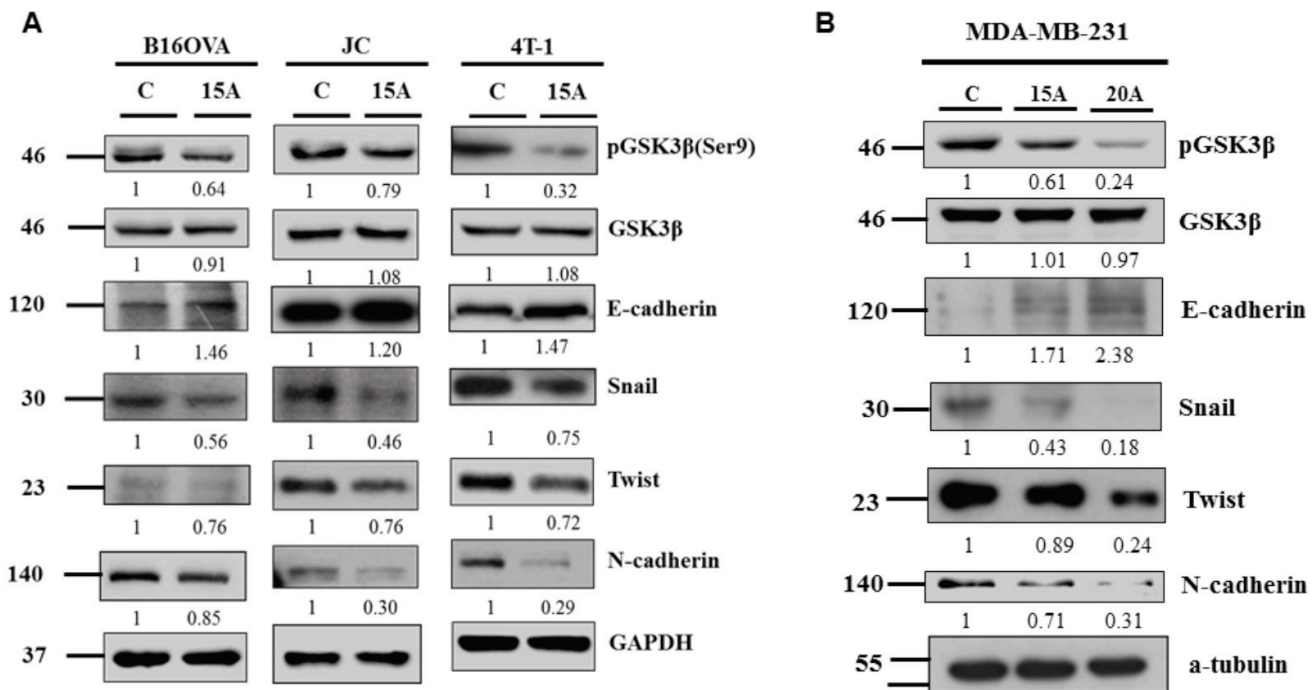 A
B16OVA JC 4T-1
C 15A C 15A C 15A
46 pGSK3β(Ser9)
1 0.64 1 0.79 1 0.32
46 GSK3β
1 0.91 1 1.08 1 1.08
120 E-cadherin
1 1.46 1 1.20 1 1.47
30 Snail
1 0.56 1 0.46 1 0.75
23 Twist
1 0.76 1 0.76 1 0.72
140 N-cadherin
1 0.85 1 0.30 1 0.29
37 GAPDH
B
MDA-MB-231
C 15A 20A
46 pGSK3β
1 0.61 0.24
46 GSK3β
1 1.01 0.97
120 E-cadherin
1 1.71 2.38
30 Snail
1 0.43 0.18
23 Twist
1 0.89 0.24
140 N-cadherin
1 0.71 0.31
55 a-tubulin